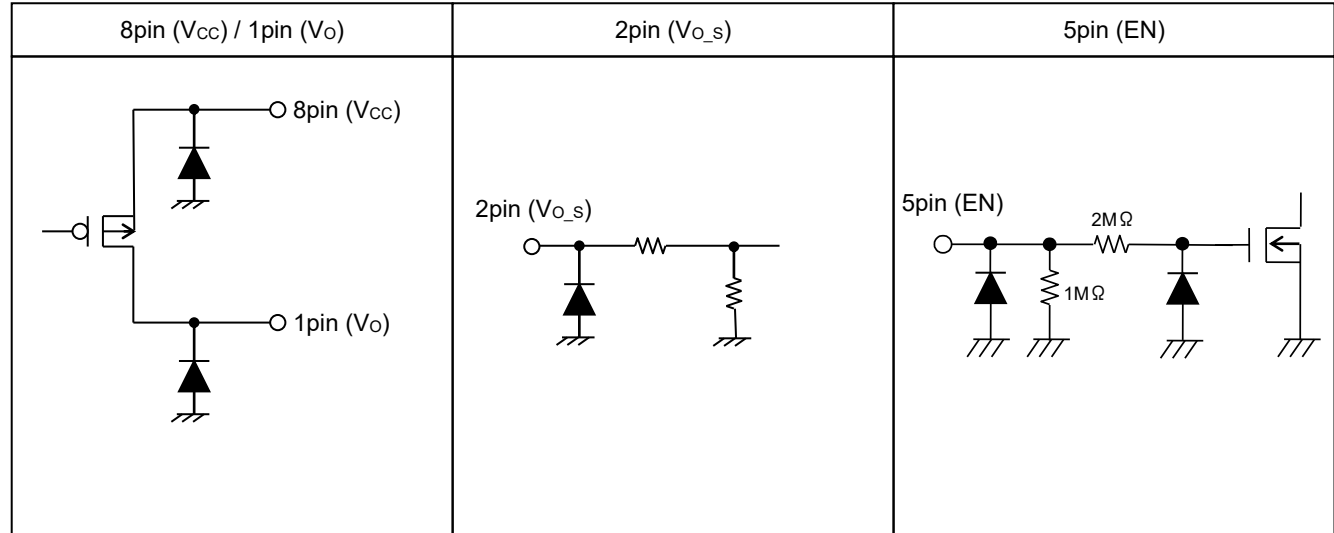 8pin (VCC) / 1pin (VO)
2pin (VO_S)
5pin (EN)
8pin (VCC)
1pin (VO)
2pin (VO_S)
5pin (EN)
2MΩ
1MΩ